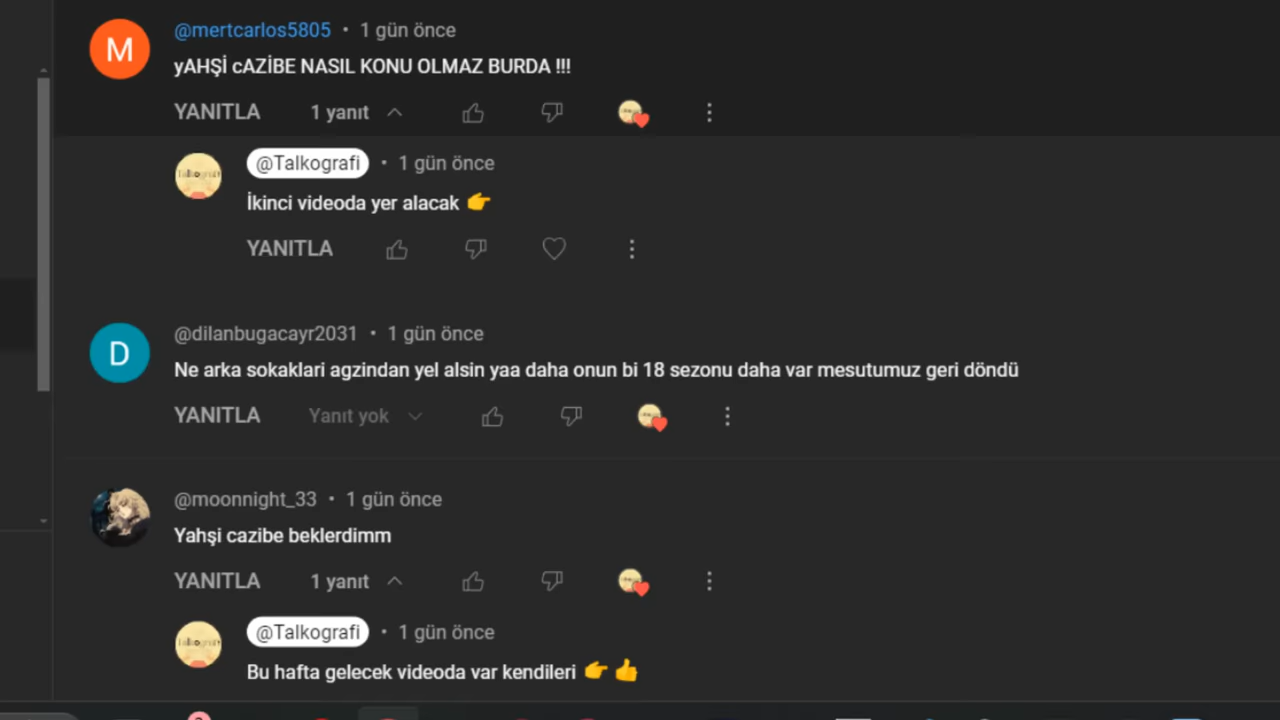 @mertcarlos5805 • 1 gün önce
yAHŞİ cAZİBE NASIL KONU OLMAZ BURDA !!!
YANITLA 1 yanıt
@Talkografi • 1 gün önce
İkinci videoda yer alacak 👉
YANITLA
@dilanbugacayr2031 • 1 gün önce
Ne arka sokaklari agzindan yel alsin yaa daha onun bi 18 sezonu daha var mesutumuz geri döndü
YANITLA Yanıt yok
@moonnight_33 • 1 gün önce
Yahşi cazibe beklerdimm
YANITLA 1 yanıt
@Talkografi • 1 gün önce
Bu hafta gelecek videoda var kendileri 👉 👍